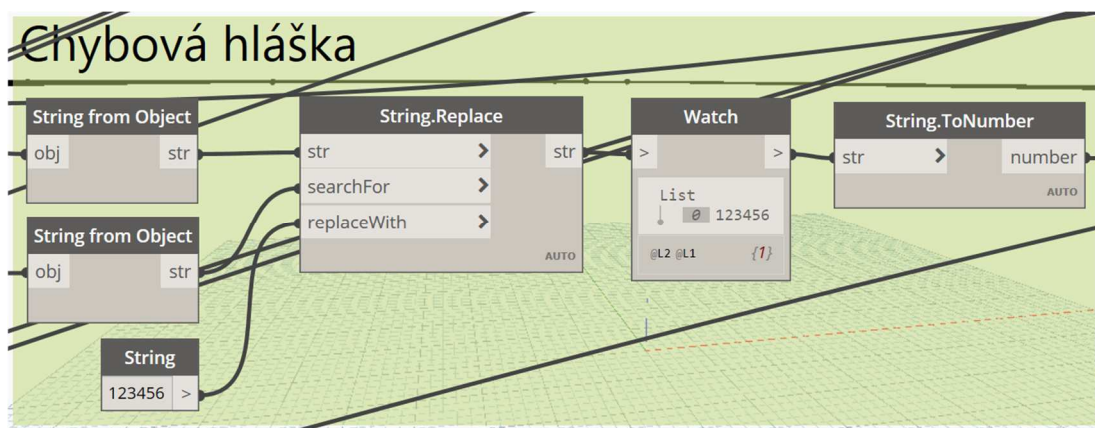 Chybová hláška
String from Object
obj
str
String from Object
obj
str
String
123456 >
String.Replace
str >
str
searchFor >
replaceWith >
AUTO
Watch
> >
List
0 123456
@L2 @L1 {1}
String.ToNumber
str >
number
AUTO